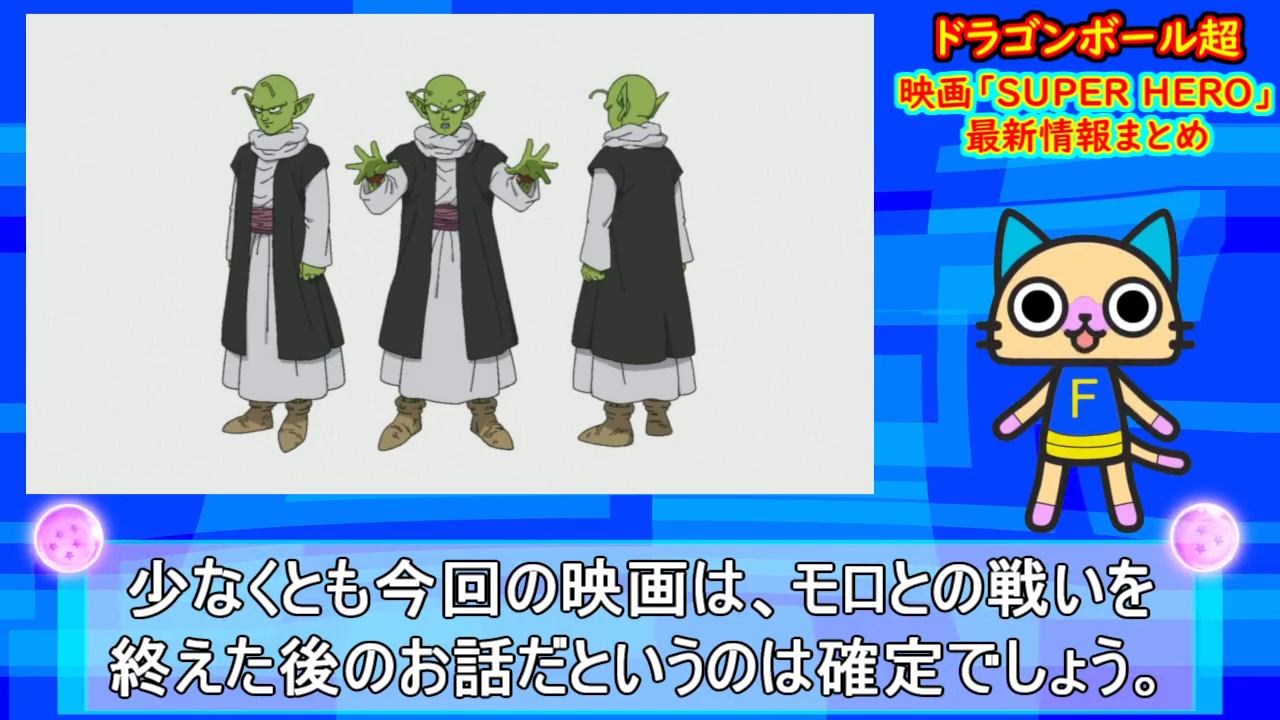 ドラゴンボール超
映画「SUPER HERO」
最新情報まとめ
F
少なくとも今回の映画は、モロとの戦いを
終えた後のお話だというのは確定でしょう。